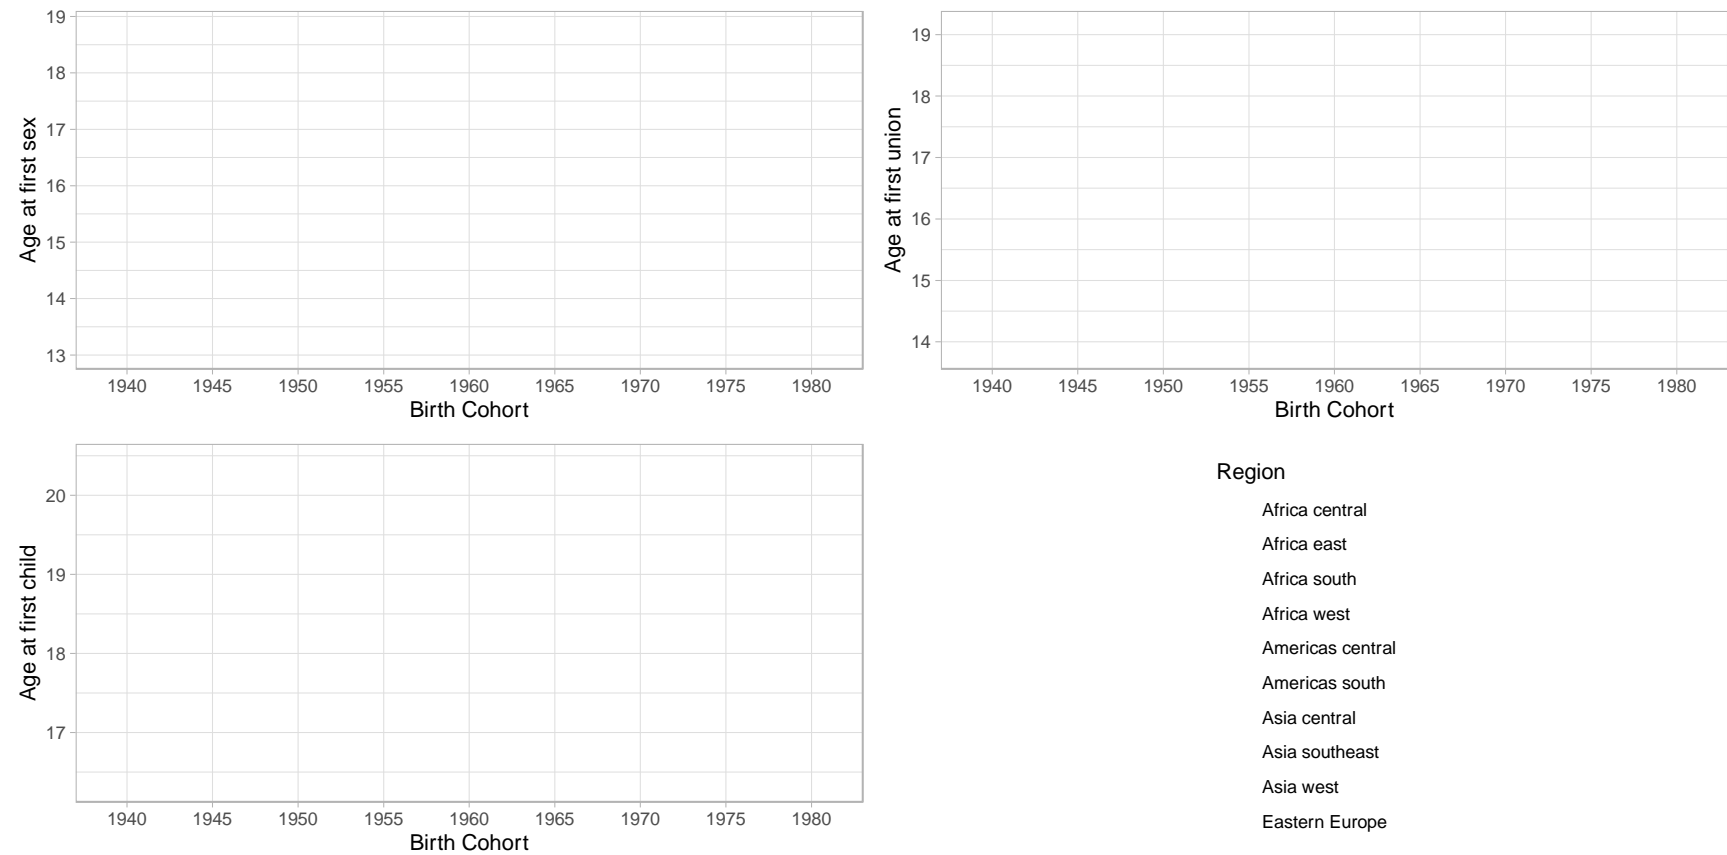 19
18
17
16
15
14
13
Age at first sex
1940 1945 1950 1955 1960 1965 1970 1975 1980
Birth Cohort
19
18
17
16
15
14
Age at first union
1940 1945 1950 1955 1960 1965 1970 1975 1980
Birth Cohort
20
19
18
17
Age at first child
1940 1945 1950 1955 1960 1965 1970 1975 1980
Birth Cohort
Region
Africa central
Africa east
Africa south
Africa west
Americas central
Americas south
Asia central
Asia southeast
Asia west
Eastern Europe